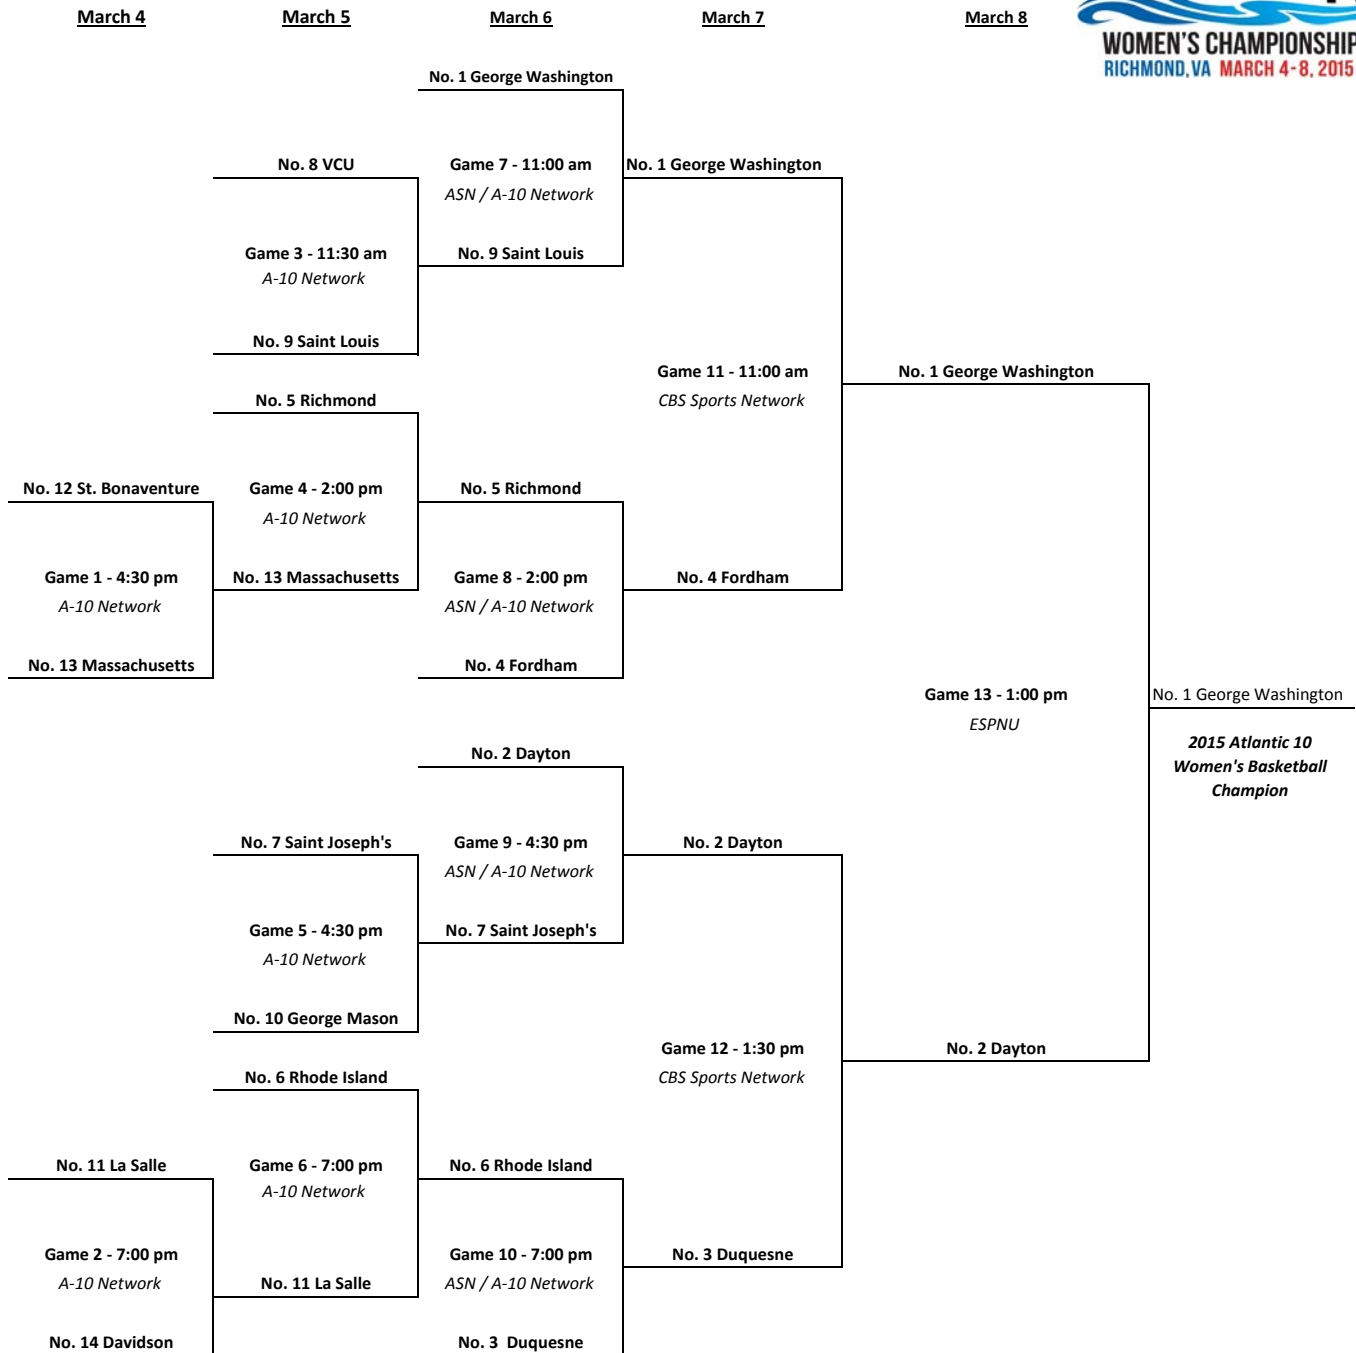 March 4
March 5
March 6
March 7
March 8
WOMEN'S CHAMPIONSHIP
RICHMOND, VA MARCH 4-8, 2015
No. 1 George Washington
No. 8 VCU
Game 7 - 11:00 am
No. 1 George Washington
ASN / A-10 Network
Game 3 - 11:30 am
No. 9 Saint Louis
A-10 Network
No. 9 Saint Louis
Game 11 - 11:00 am
No. 1 George Washington
No. 5 Richmond
CBS Sports Network
No. 12 St. Bonaventure
Game 4 - 2:00 pm
No. 5 Richmond
A-10 Network
Game 1 - 4:30 pm
No. 13 Massachusetts
Game 8 - 2:00 pm
No. 4 Fordham
A-10 Network
ASN / A-10 Network
No. 13 Massachusetts
No. 4 Fordham
Game 13 - 1:00 pm
No. 1 George Washington
ESPNU
2015 Atlantic 10
Women's Basketball
Champion
No. 2 Dayton
No. 7 Saint Joseph's
Game 9 - 4:30 pm
No. 2 Dayton
ASN / A-10 Network
Game 5 - 4:30 pm
No. 7 Saint Joseph's
A-10 Network
No. 10 George Mason
Game 12 - 1:30 pm
No. 2 Dayton
No. 6 Rhode Island
CBS Sports Network
No. 11 La Salle
Game 6 - 7:00 pm
No. 6 Rhode Island
A-10 Network
Game 2 - 7:00 pm
Game 10 - 7:00 pm
No. 3 Duquesne
A-10 Network
No. 11 La Salle
ASN / A-10 Network
No. 14 Davidson
No. 3 Duquesne